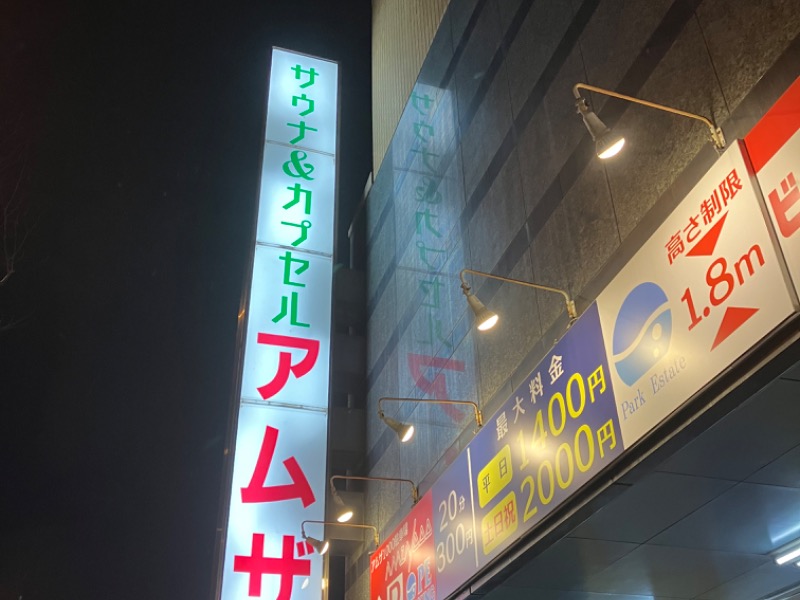 サウナ&カプセル
アムザ
高さ制限
1.8m
Park Estate
最大料金
平日 1400円
土日祝 2000円
20分
300円
ビ